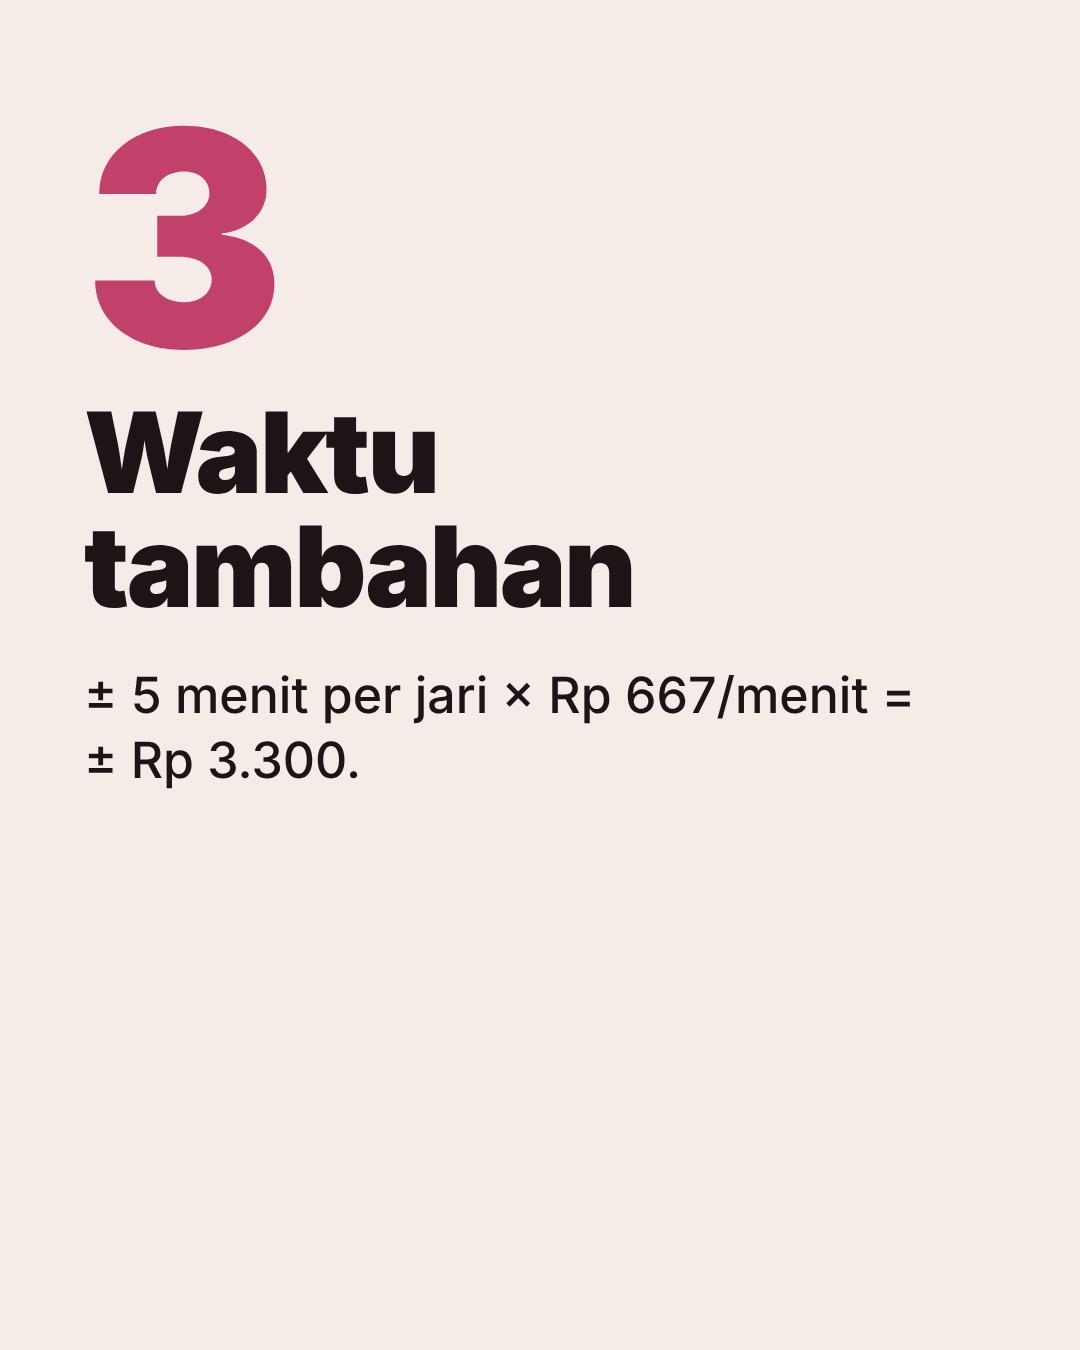 3
Waktu
tambahan
± 5 menit per jari × Rp 667/menit =
± Rp 3.300.